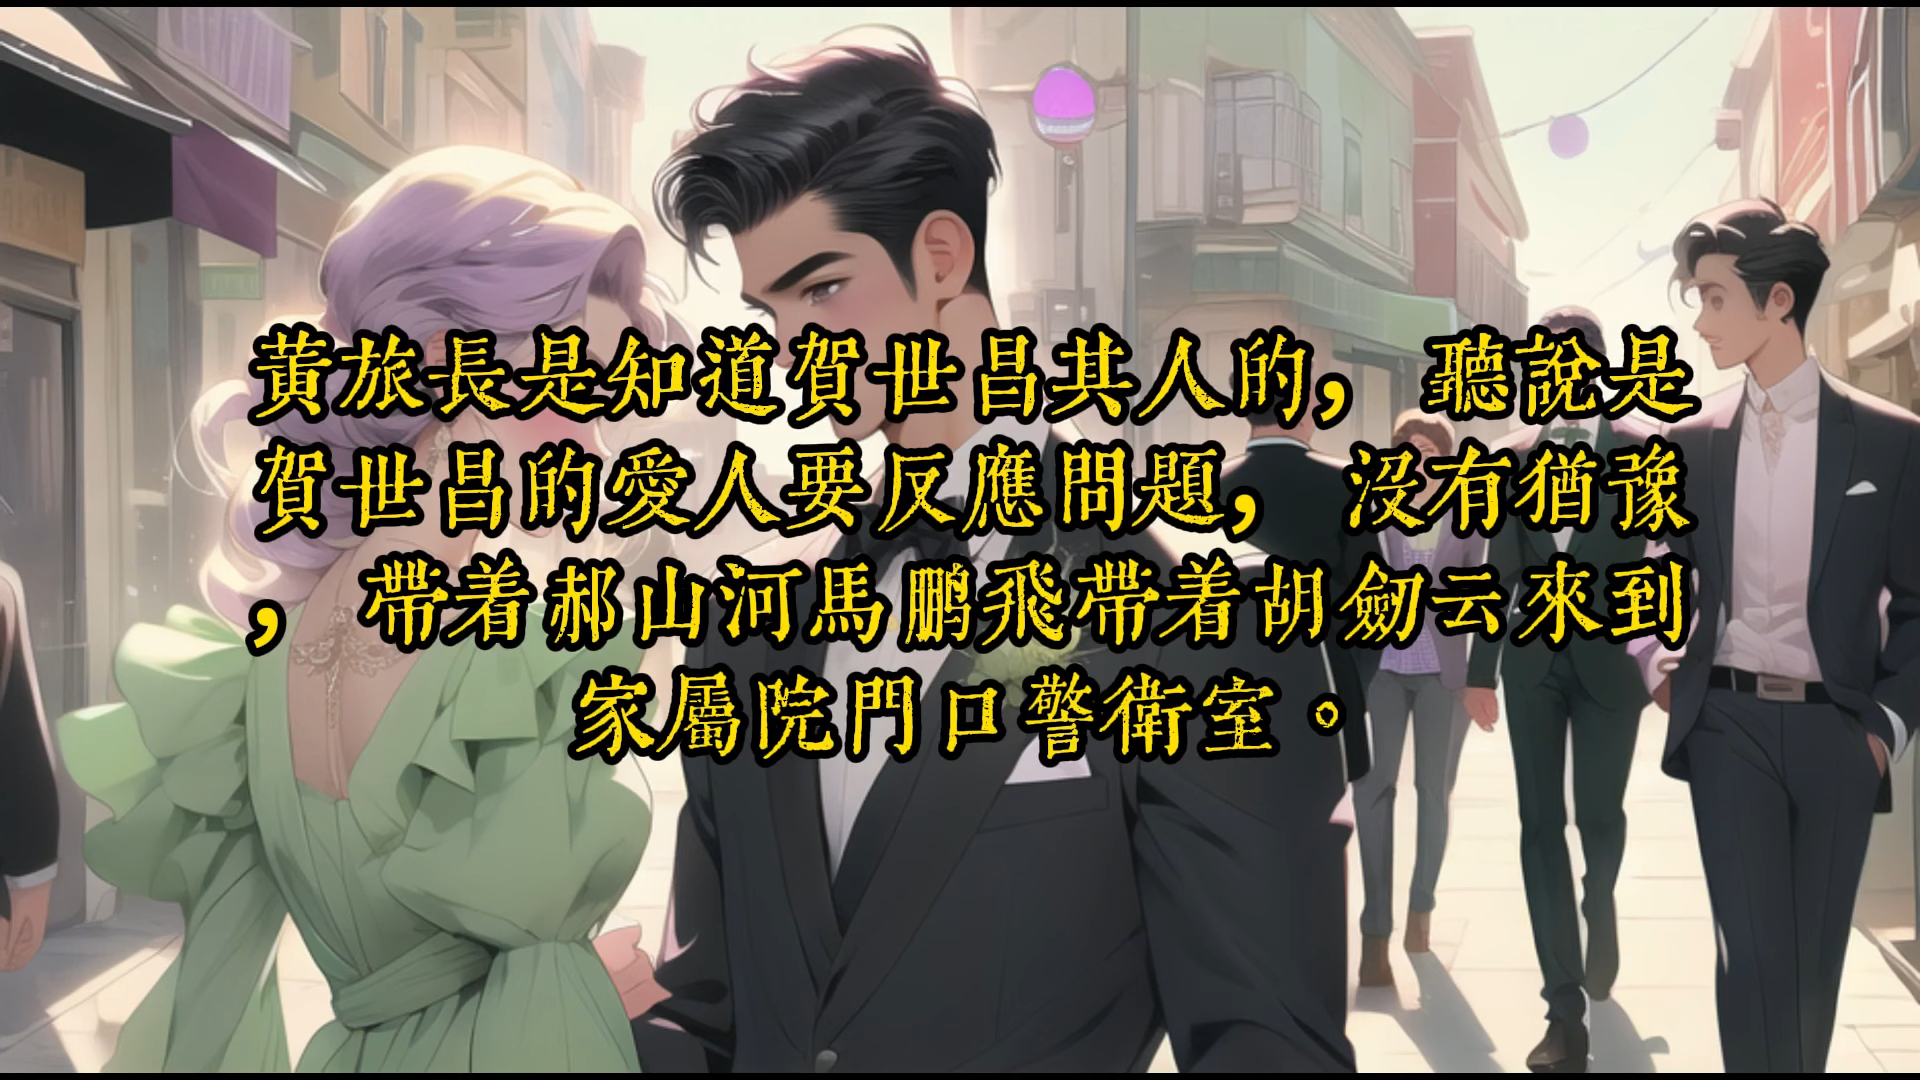 黄旅長是知道賀世昌其人的, 聽說是
賀世昌的愛人要反應問題, 沒有猶豫
, 帶着郝山河馬鹏飛帶着胡劒云來到
家屬院門口警衛室。